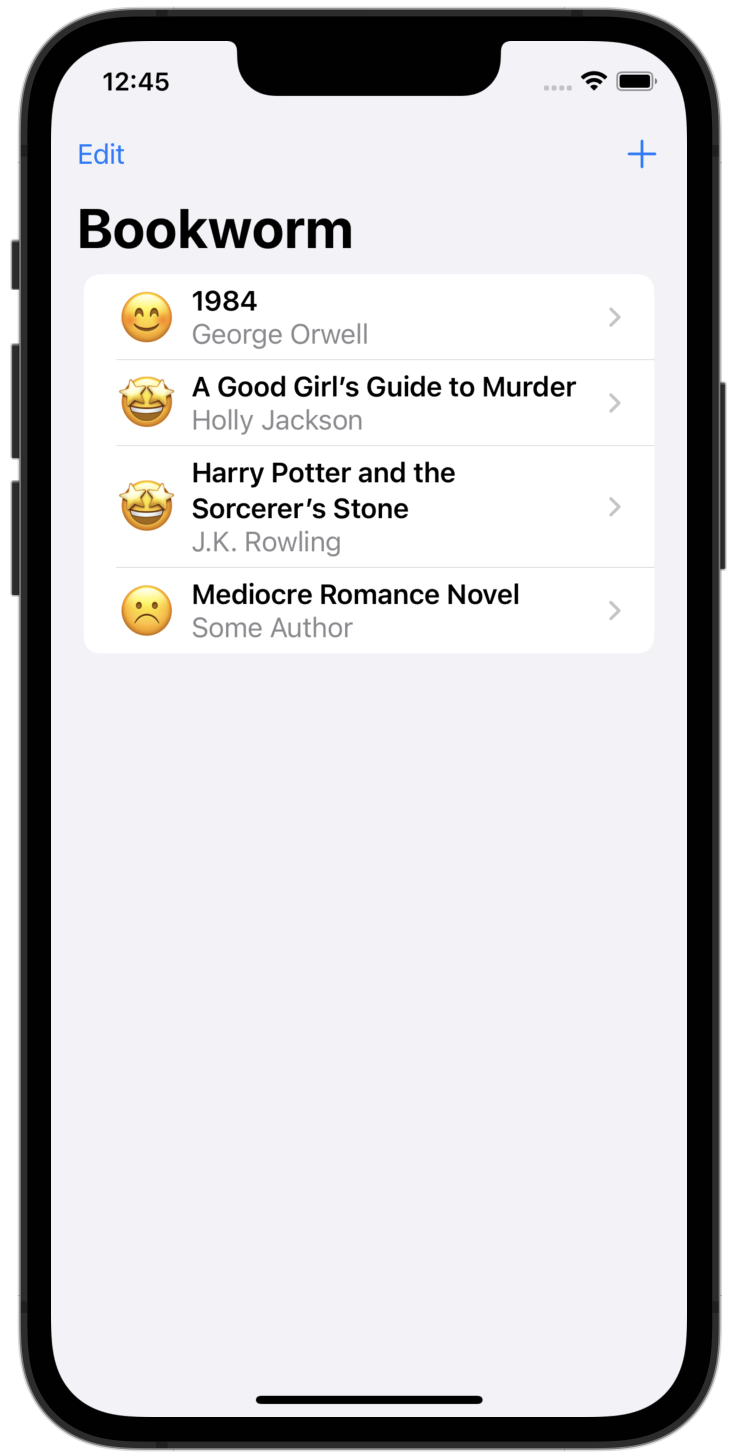 12:45
Edit
Bookworm
1984
George Orwell
A Good Girl’s Guide to Murder
Holly Jackson
Harry Potter and the
Sorcerer’s Stone
J.K. Rowling
Mediocre Romance Novel
Some Author